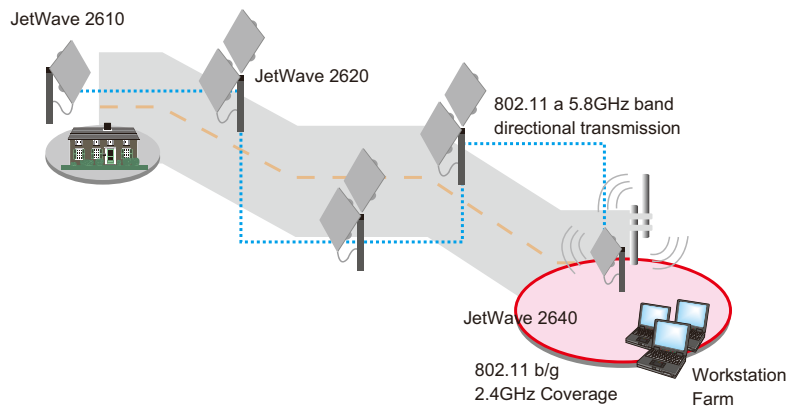 JetWave 2610
JetWave 2620
802.11 a 5.8GHz band
directional transmission
JetWave 2640
802.11 b/g
2.4GHz Coverage
Workstation
Farm